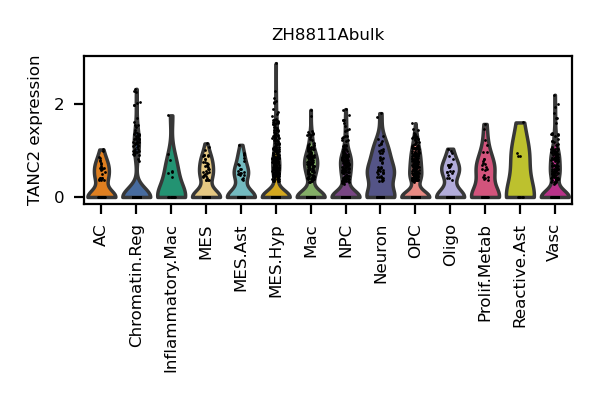 ZH8811Abulk
TANC2 expression
2
0
AC
Chromatin.Reg
Inflammatory.Mac
MES
MES.Ast
MES.Hyp
Mac
NPC
Neuron
OPC
Oligo
Prolif.Metab
Reactive.Ast
Vasc